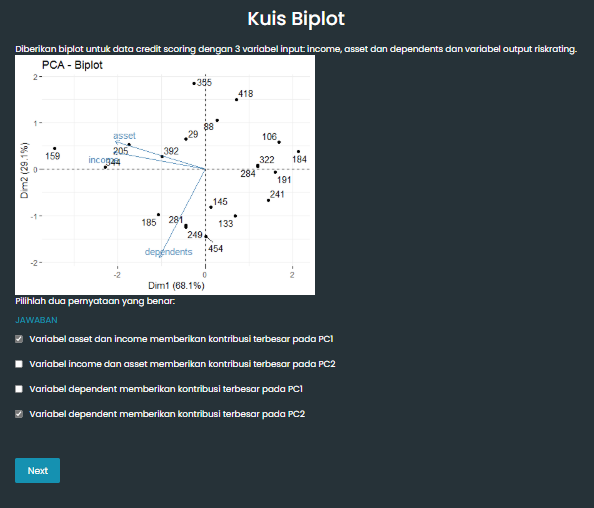 Kuis Biplot
Diberikan biplot untuk data credit scoring dengan 3 variabel input: income, asset dan dependents dan variabel output riskrating.
PCA - Biplot
355
418
88
29
106
asset
205
392
159
income
44
322
184
284
191
241
145
185
281
133
249
454
dependents
2
1
0
-1
-2
Dim2 (29.1%)
-2
0
2
Dim1 (68.1%)
Pilihlah dua pernyataan yang benar:
JAWABAN
Variabel asset dan income memberikan kontribusi terbesar pada PC1
Variabel income dan asset memberikan kontribusi terbesar pada PC2
Variabel dependent memberikan kontribusi terbesar pada PC1
Variabel dependent memberikan kontribusi terbesar pada PC2
Next